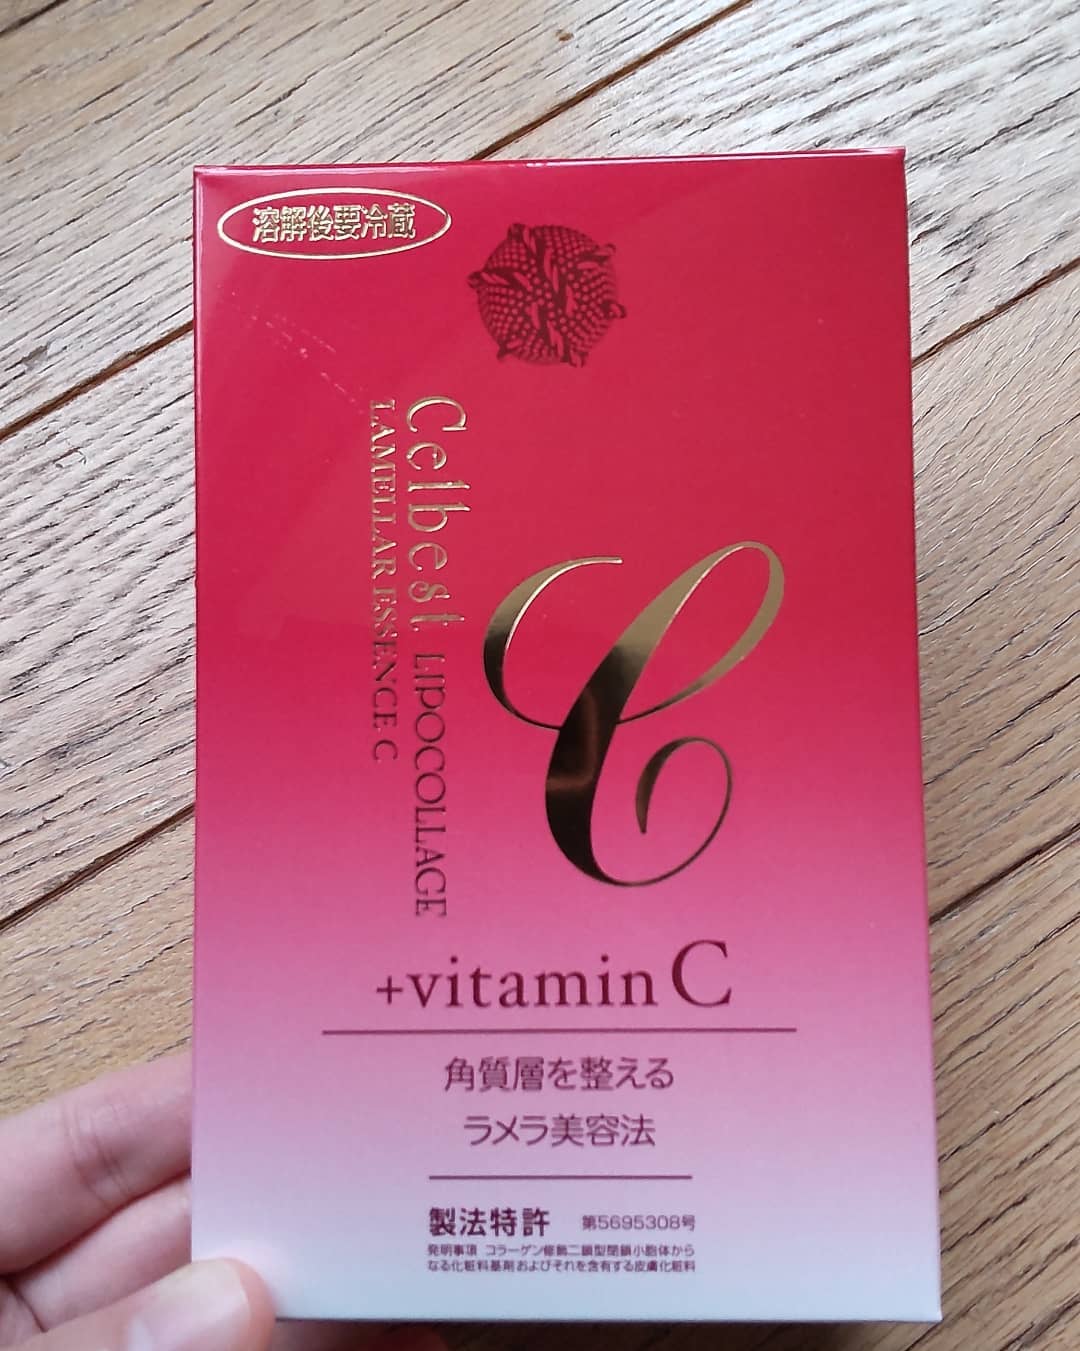 溶解後要冷蔵
Celbest LIPOCOLLAGE
LAMELLAR ESSENCE C
C
+vitamin C
角質層を整える
ラメラ美容法
製法特許 第5695308号
発明事項 コラーゲン修飾二鎖型閉鎖小胞体から
なる化粧料基剤およびそれを含有する皮膚化粧料